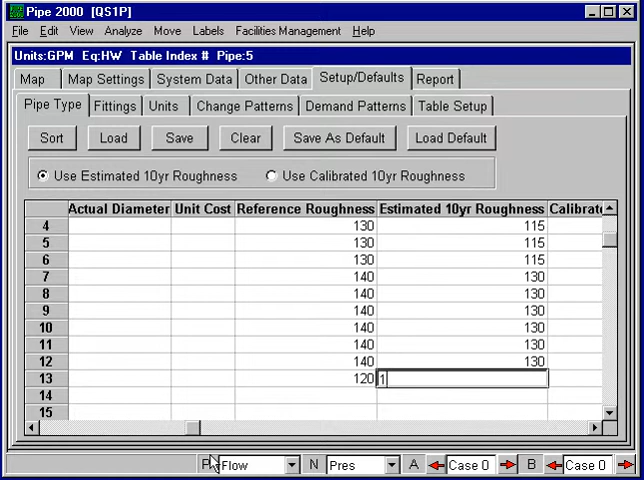 Pipe 2000 [QS1P]
File Edit View Analyze Move Labels Facilities Management Help
Units:GPM Eq:HW Table Index # Pipe:5
Map Map Settings System Data Other Data Setup/Defaults Report
Pipe Type Fittings Units Change Patterns Demand Patterns Table Setup
Sort Load Save Clear Save As Default Load Default
Use Estimated 10yr Roughness Use Calibrated 10yr Roughness
Actual Diameter Unit Cost Reference Roughness Estimated 10yr Roughness Calibrate
4 130 115
5 130 115
6 130 115
7 140 130
8 140 130
9 140 130
10 140 130
11 140 130
12 140 130
13 120 1
14
15
P Flow N Pres A Case 0 B Case 0